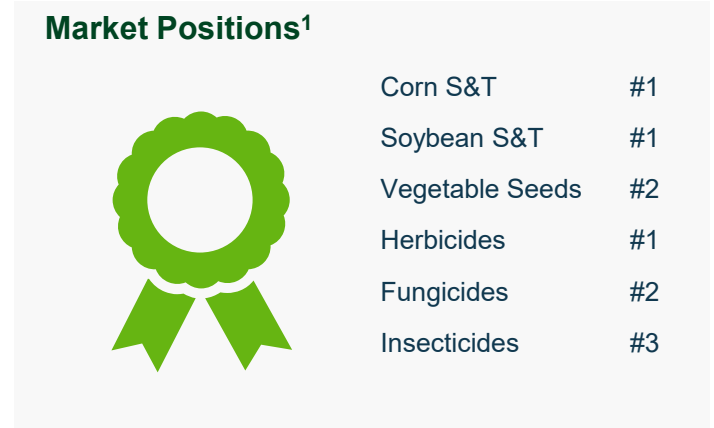 Market Positions¹
Corn S&T #1
Soybean S&T #1
Vegetable Seeds #2
Herbicides #1
Fungicides #2
Insecticides #3